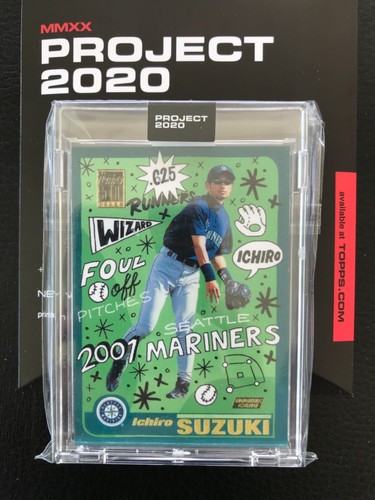 MMXX
PROJECT
2020
PROJECT
2020
available at TOPPS.COM
.625
RUNNERS
WIZARD
ICHIRO
FOUL
off
PITCHES
SEATTLE
2001 MARINERS
Ichiro
SUZUKI